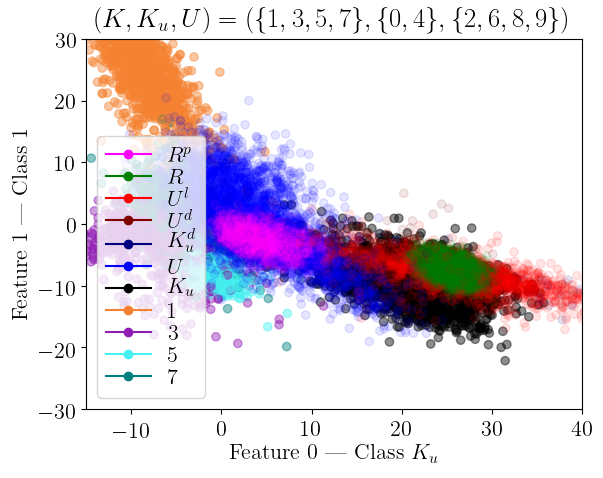 (K, K_u, U) = ({1, 3, 5, 7}, {0, 4}, {2, 6, 8, 9})
30
20
10
0
−10
−20
−30
Feature 1 — Class 1
R^p
R
U^l
U^d
K_u^d
U
K_u
1
3
5
7
−10
0
10
20
30
40
Feature 0 — Class K_u